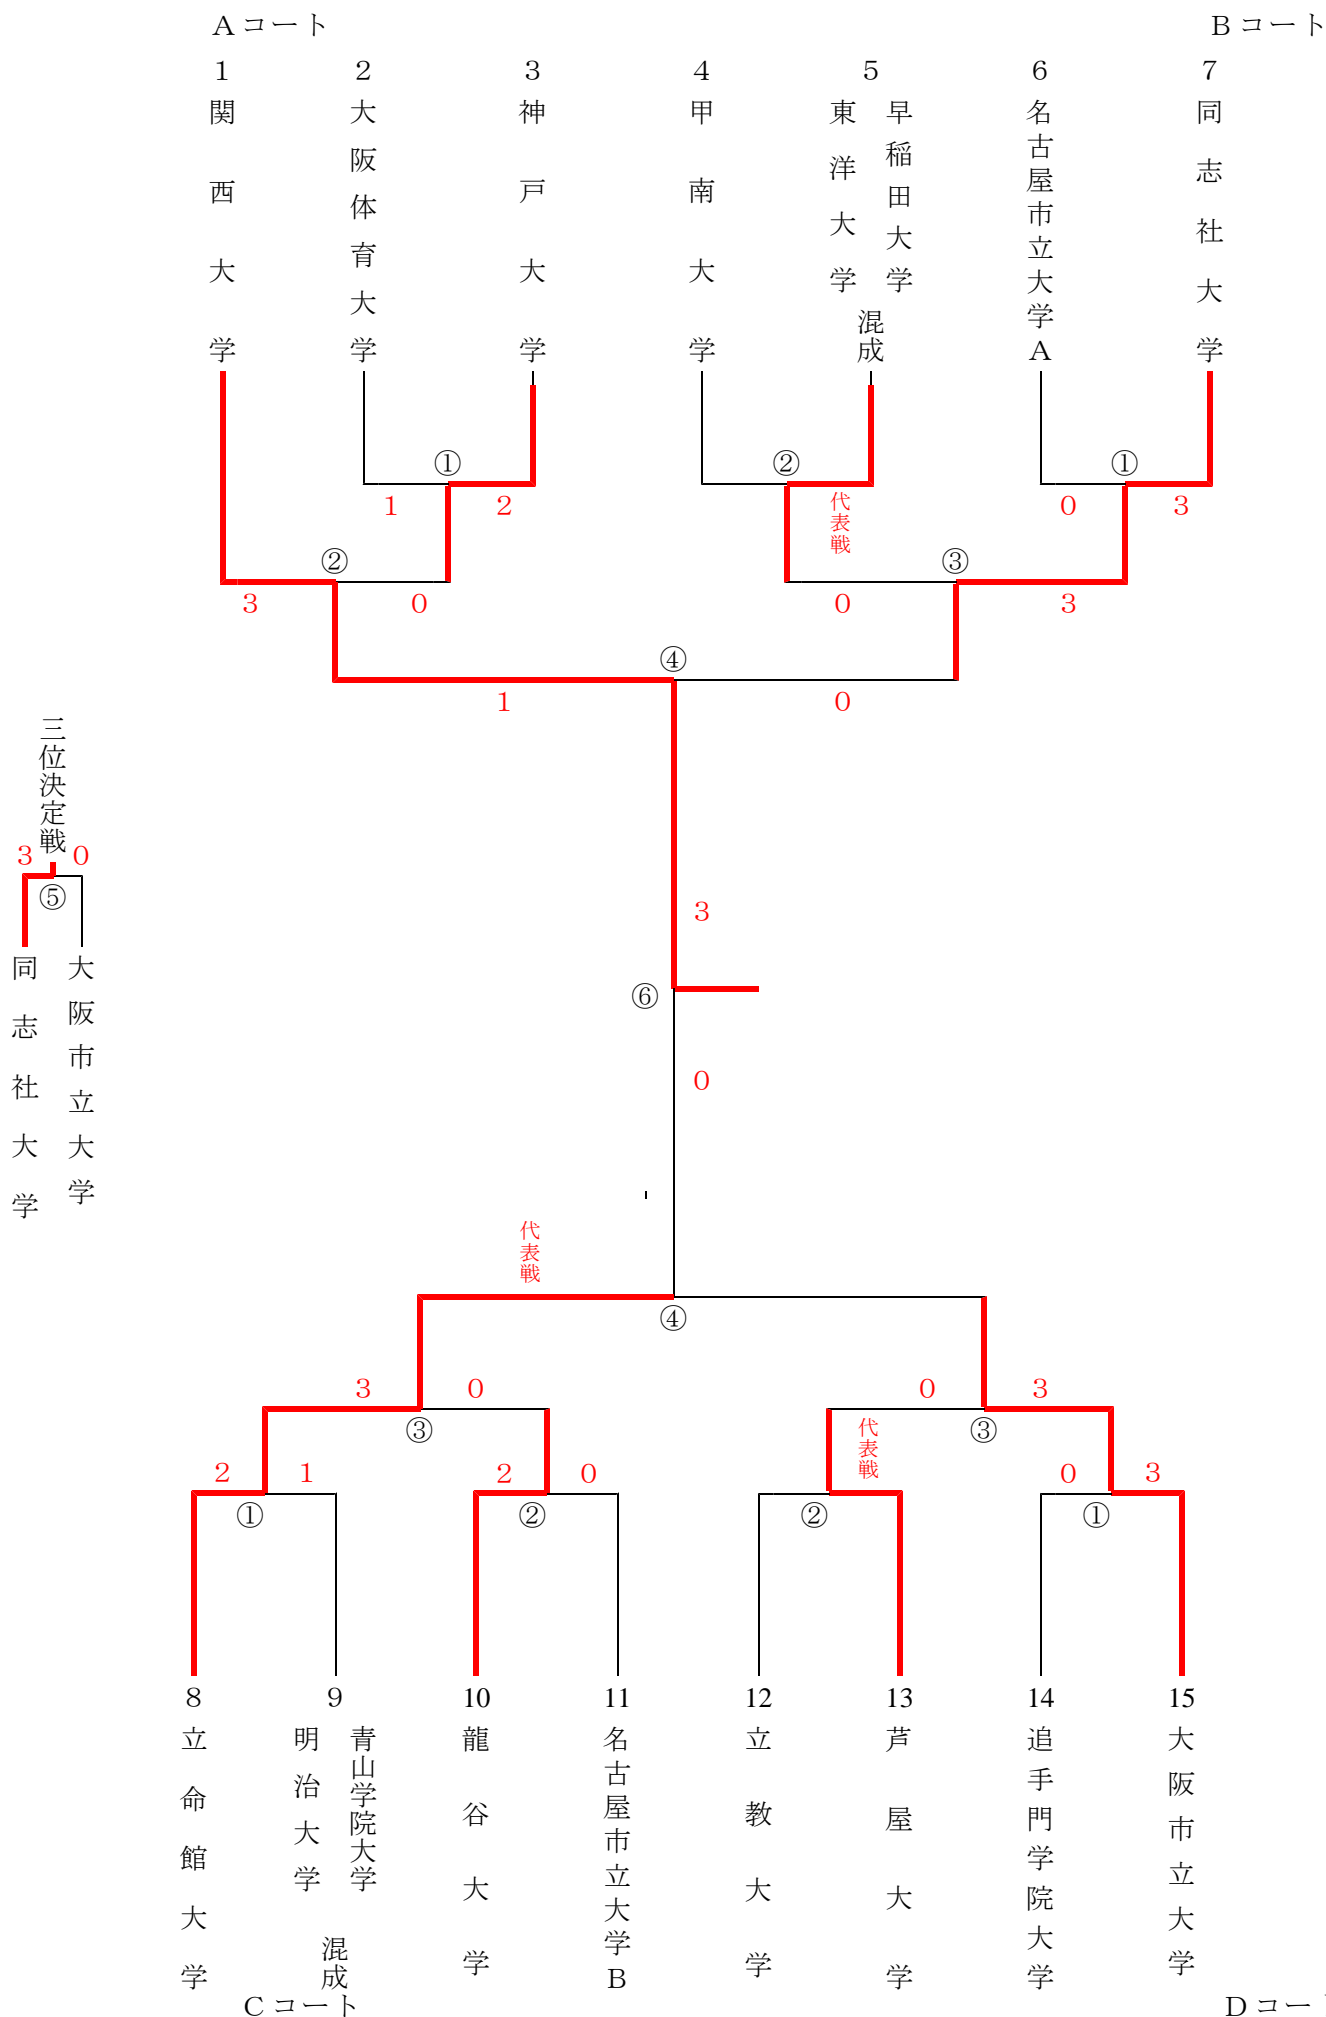 Aコート
Bコート
1
2
3
4
5
6
7
関西大学
大阪体育大学
神戸大学
甲南大学
早稲田大学
東洋大学
混成
名古屋市立大学A
同志社大学
①
②
①
1
2
代表戦
0
3
②
③
3
0
0
3
④
1
0
三位決定戦
3
0
⑤
同志社大学
大阪市立大学
3
⑥
0
代表戦
④
3
0
0
3
③
代表戦
③
2
1
2
0
0
3
①
②
②
①
8
9
10
11
12
13
14
15
立命館大学
青山学院大学
明治大学
混成
龍谷大学
名古屋市立大学B
立教大学
芦屋大学
追手門学院大学
大阪市立大学
Cコート
Dコー